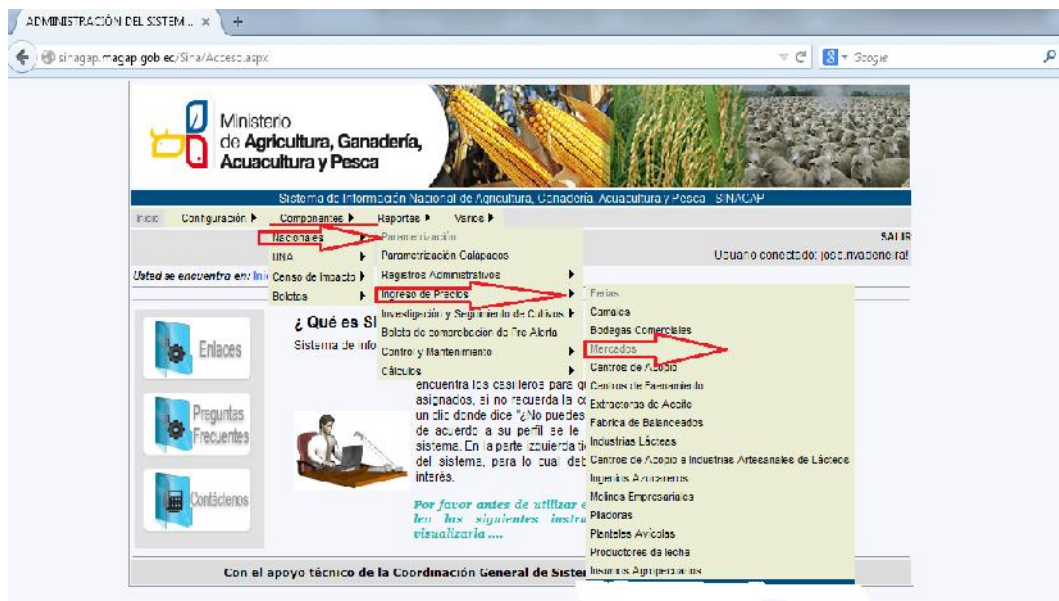 ADMINISTRACIÓN DEL SISTEM... × +
sinagap.magap.gob.ec/Sina/Acceso.aspx
Google
Ministerio
de Agricultura, Ganadería,
Acuacultura y Pesca
Sistema de Información Nacional de Agricultura, Ganadería, Acuacultura y Pesca SINAGAP
Inicio Configuración Componentes Reportes Varios
Nacionales Parametrización SALIR
UNA Parametrización Galápagos Usuario conectado:
Usted se encuentra en: Ini Censo de Impacto Registros Administrativos
Boletos Ingreso de Precios Ferias
¿ Qué es SI Investigación y Seguimiento de Cultivos Camales
Sistema de info Boleta de comprobación de Pre Alerta Bodegas Comerciales
Enlaces Control y Mantenimiento Mercados
Cálculos Centros de Acopio
encuentra los casilleros para qu Centros de Faenamiento
asignados, si no recuerda la co Extractoras de Aceite
Preguntas un clic donde dice "¿No puedes Fabrica de Balanceados
Frecuentes de acuerdo a su perfil se le Industrias Lácteas
sistema. En la parte izquierda ti Centros de Acopio e Industrias Artesanales de Lácteos
del sistema, para lo cual deb Ingenios Azucareros
interés. Molinos Empresariales
Contáctenos Por favor antes de utilizar e Piladoras
lea las siguientes instru Planteles Avícolas
visualizarla .... Productores de leche
Con el apoyo técnico de la Coordinación General de Siste Insumos Agropecuarios